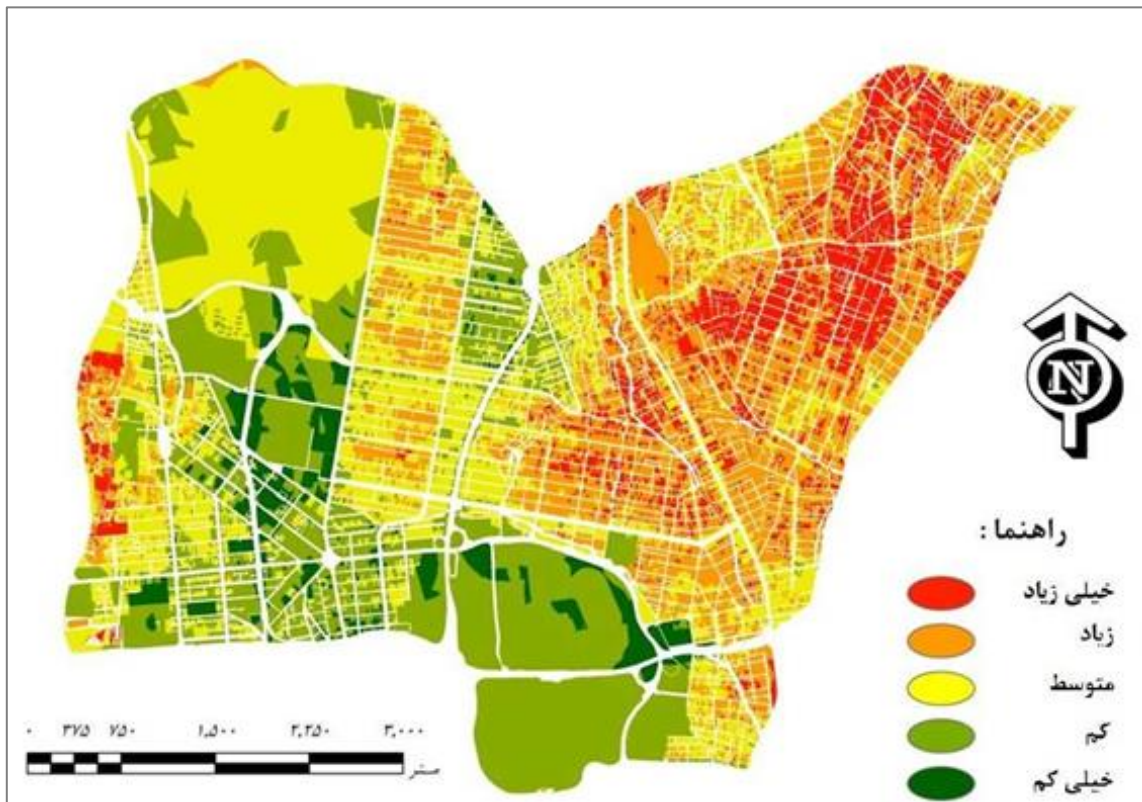 N
راهنما :
خیلی زیاد
زیاد
متوسط
کم
خیلی کم
۰ ۳۷۵ ۷۵۰ ۱,۵۰۰ ۲,۲۵۰ ۳,۰۰۰
متر